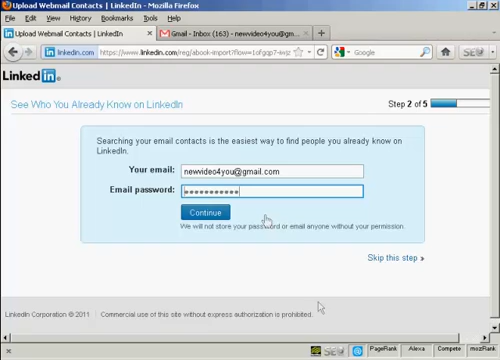 Upload Webmail Contacts | LinkedIn - Mozilla Firefox
File Edit View History Bookmarks Tools Help
Upload Webmail Contacts | LinkedIn
Gmail - Inbox (163) - newvideo4you@gm...
linkedin.com
Google
LinkedIn
See Who You Already Know on LinkedIn
Step 2 of 5
Searching your email contacts is the easiest way to find people you already know on
LinkedIn.
Your email: newvideo4you@gmail.com
Email password:
Continue
We will not store your password or email anyone without your permission
Skip this step »
LinkedIn Corporation © 2011 Commercial use of this site without express authorization is prohibited.
PageRank Alexa Compete mozRank